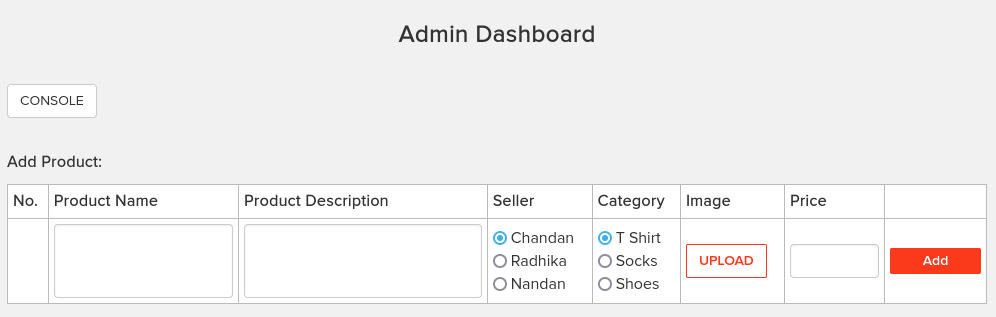 Admin Dashboard
CONSOLE
Add Product:
No. Product Name Product Description Seller Category Image Price
Chandan T Shirt
Radhika Socks UPLOAD Add
Nandan Shoes